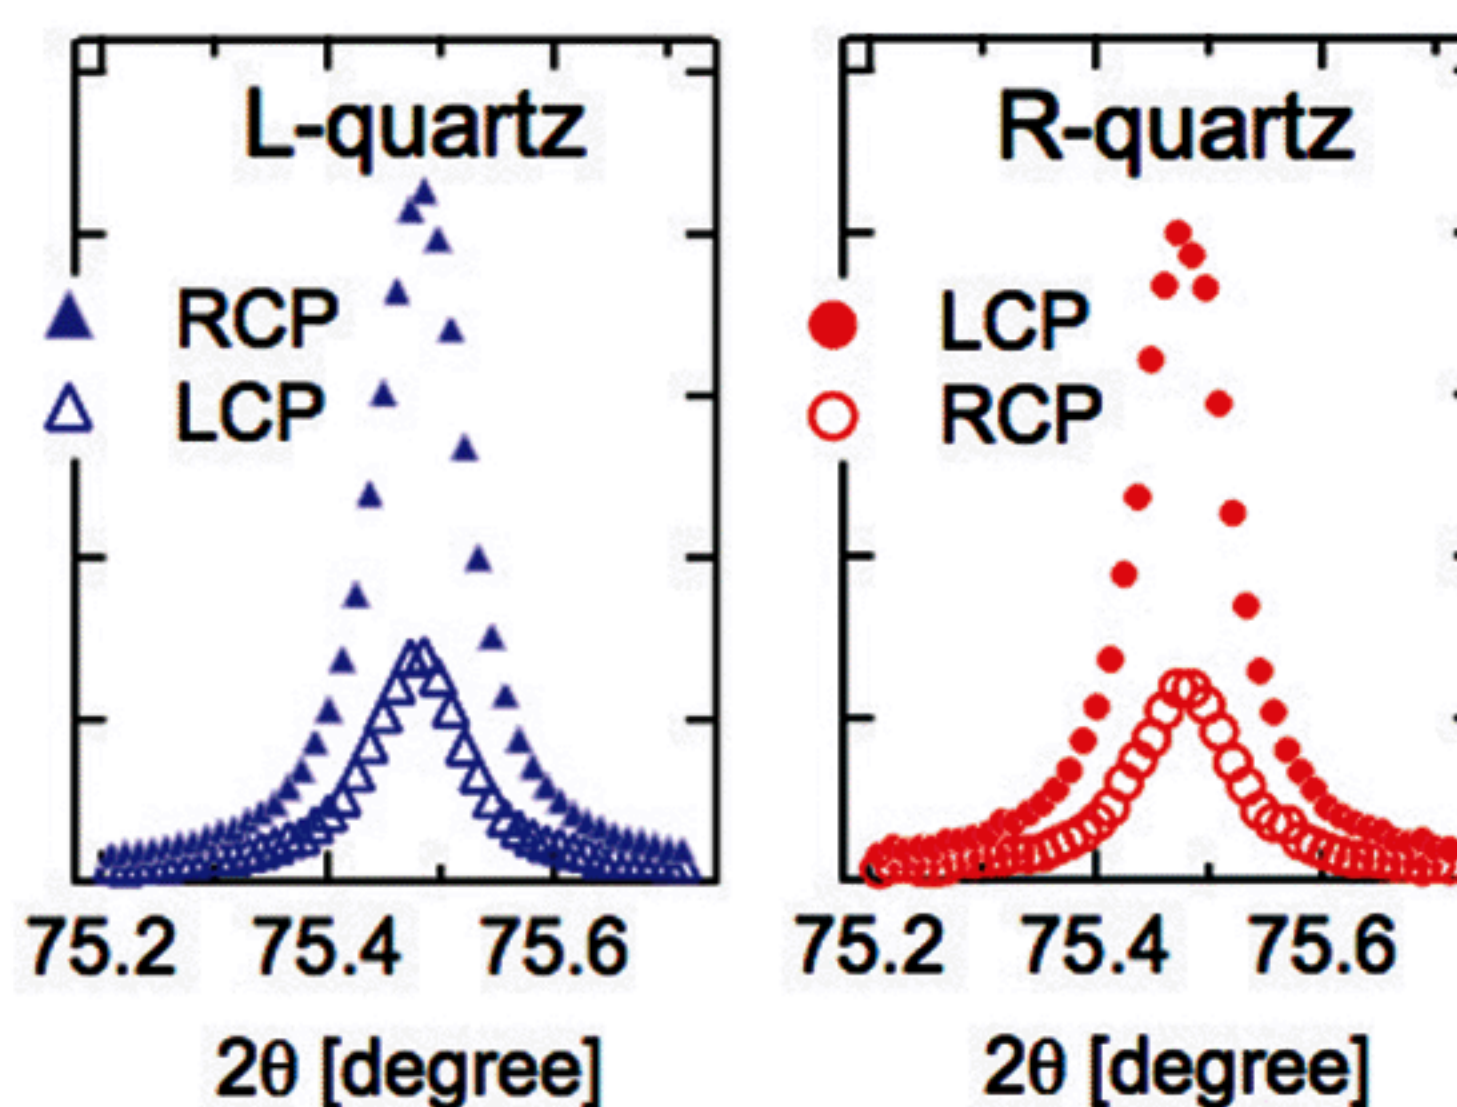 L-quartz
RCP
LCP
75.2 75.4 75.6
2θ [degree]
R-quartz
LCP
RCP
75.2 75.4 75.6
2θ [degree]